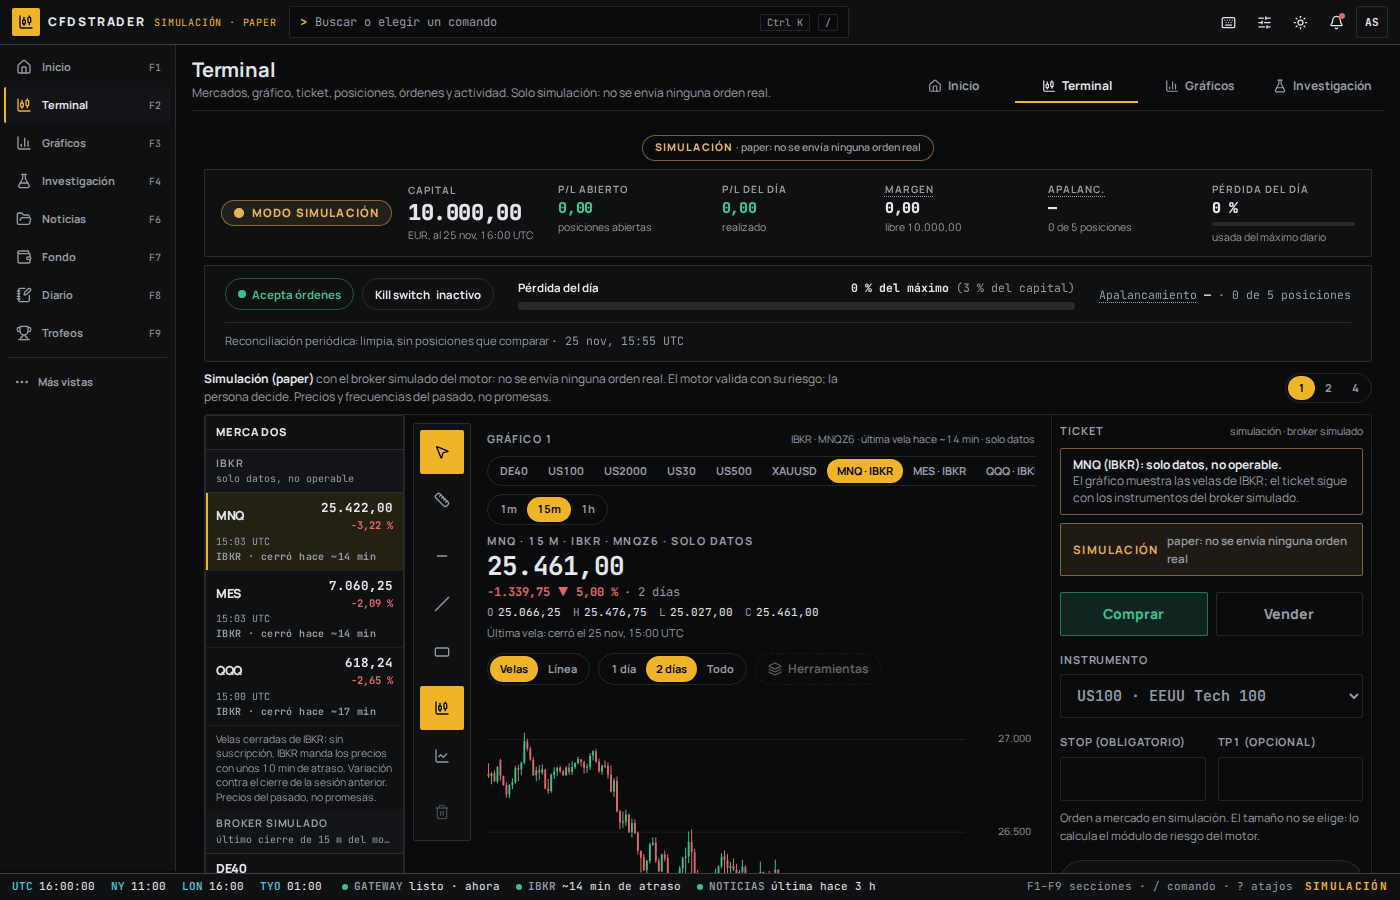 CFDSTRADER SIMULACIÓN · PAPER
> Buscar o elegir un comando Ctrl K /
AS
Inicio F1
Terminal F2
Gráficos F3
Investigación F4
Noticias F6
Fondo F7
Diario F8
Trofeos F9
Más vistas
Terminal
Mercados, gráfico, ticket, posiciones, órdenes y actividad. Solo simulación: no se envía ninguna orden real.
Inicio Terminal Gráficos Investigación
SIMULACIÓN · paper: no se envía ninguna orden real
MODO SIMULACIÓN
CAPITAL
10.000,00
EUR, al 25 nov, 16:00 UTC
P/L ABIERTO
0,00
posiciones abiertas
P/L DEL DÍA
0,00
realizado
MARGEN
0,00
libre 10.000,00
APALANC.
—
0 de 5 posiciones
PÉRDIDA DEL DÍA
0 %
usada del máximo diario
Acepta órdenes
Kill switch inactivo
Pérdida del día 0 % del máximo (3 % del capital)
Apalancamiento — · 0 de 5 posiciones
Reconciliación periódica: limpia, sin posiciones que comparar · 25 nov, 15:55 UTC
Simulación (paper) con el broker simulado del motor: no se envía ninguna orden real. El motor valida con su riesgo; la
persona decide. Precios y frecuencias del pasado, no promesas.
1 2 4
MERCADOS
IBKR
solo datos, no operable
MNQ 25.422,00
-3,22 %
15:03 UTC
IBKR · cerró hace ~14 min
MES 7.060,25
-2,09 %
15:03 UTC
IBKR · cerró hace ~14 min
QQQ 618,24
-2,65 %
15:00 UTC
IBKR · cerró hace ~17 min
Velas cerradas de IBKR: sin
suscripción, IBKR manda los precios
con unos 10 min de atraso. Variación
contra el cierre de la sesión anterior.
Precios del pasado, no promesas.
BROKER SIMULADO
último cierre de 15 m del mo…
DE40
GRÁFICO 1 IBKR · MNQZ6 · última vela hace ~14 min · solo datos
DE40 US100 US2000 US30 US500 XAUUSD MNQ · IBKR MES · IBKR QQQ · IBK
1m 15m 1h
MNQ · 15 M · IBKR · MNQZ6 · SOLO DATOS
25.461,00
-1.339,75 ▼ 5,00 % · 2 días
O 25.066,25 H 25.476,75 L 25.027,00 C 25.461,00
Última vela: cerró el 25 nov, 15:00 UTC
Velas Línea 1 día 2 días Todo Herramientas
27.000
26.500
TICKET simulación · broker simulado
MNQ (IBKR): solo datos, no operable.
El gráfico muestra las velas de IBKR; el ticket sigue
con los instrumentos del broker simulado.
SIMULACIÓN paper: no se envía ninguna orden
real
Comprar Vender
INSTRUMENTO
US100 · EEUU Tech 100
STOP (OBLIGATORIO) TP1 (OPCIONAL)
Orden a mercado en simulación. El tamaño no se elige: lo
calcula el módulo de riesgo del motor.
UTC 16:00:00 NY 11:00 LON 16:00 TYO 01:00 GATEWAY listo · ahora IBKR ~14 min de atraso NOTICIAS última hace 3 h F1–F9 secciones · / comando · ? atajos SIMULACIÓN